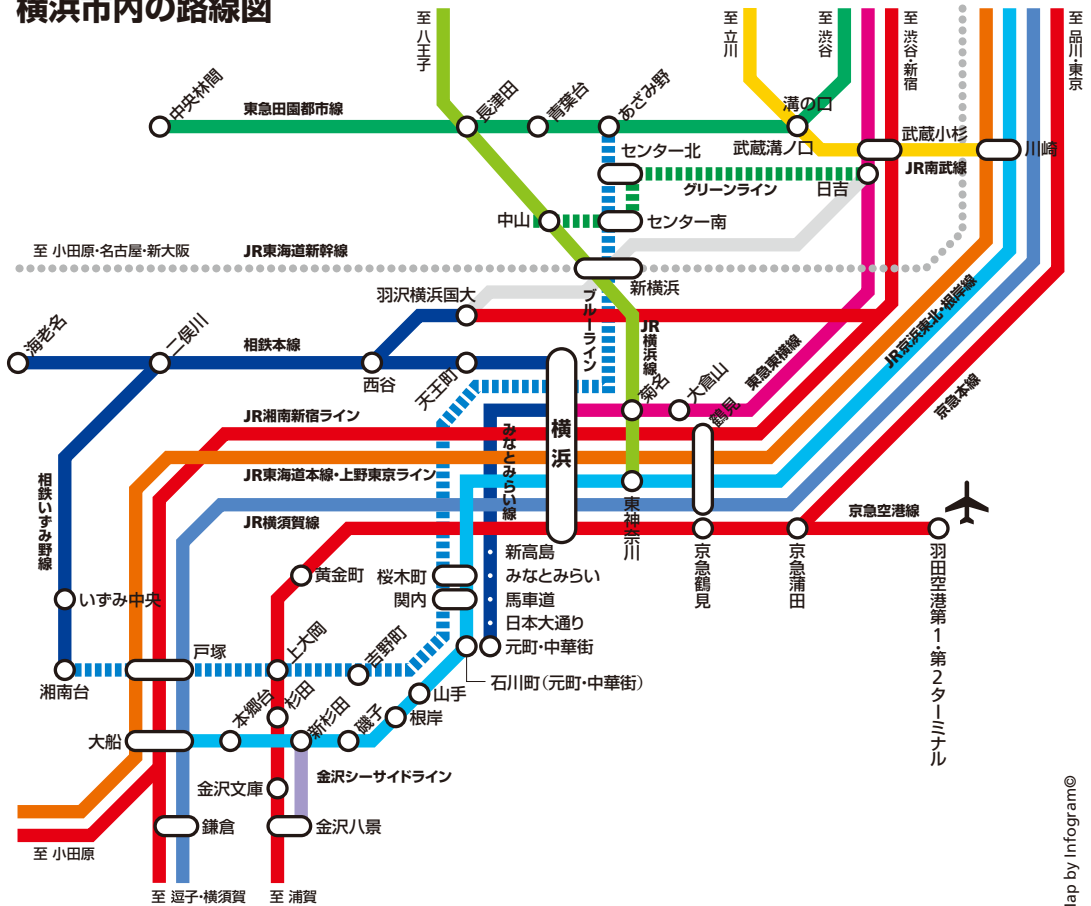 横浜市内の路線図
至 八王子
至 立川
至 渋谷
至 渋谷・新宿
至 品川・東京
中央林間
東急田園都市線
長津田
青葉台
あざみ野
溝の口
武蔵溝ノ口
武蔵小杉
川崎
JR南武線
センター北
グリーンライン
日吉
中山
センター南
至 小田原・名古屋・新大阪
JR東海道新幹線
新横浜
羽沢横浜国大
ブルーライン
JR横浜線
JR京浜東北・根岸線
海老名
二俣川
相鉄本線
西谷
天王町
菊名
大倉山
東急東横線
京急本線
鶴見
JR湘南新宿ライン
横浜
みなとみらい線
JR東海道本線・上野東京ライン
相鉄いずみ野線
JR横須賀線
東神奈川
京急空港線
京急鶴見
京急蒲田
羽田空港第1・第2ターミナル
新高島
黄金町
桜木町
みなとみらい
いずみ中央
関内
馬車道
日本大通り
元町・中華街
戸塚
上大岡
吉野町
湘南台
石川町(元町・中華街)
山手
本郷台
杉田
新杉田
磯子
根岸
大船
金沢シーサイドライン
金沢文庫
鎌倉
金沢八景
至 小田原
至 逗子・横須賀
至 浦賀
ap by Infogram©